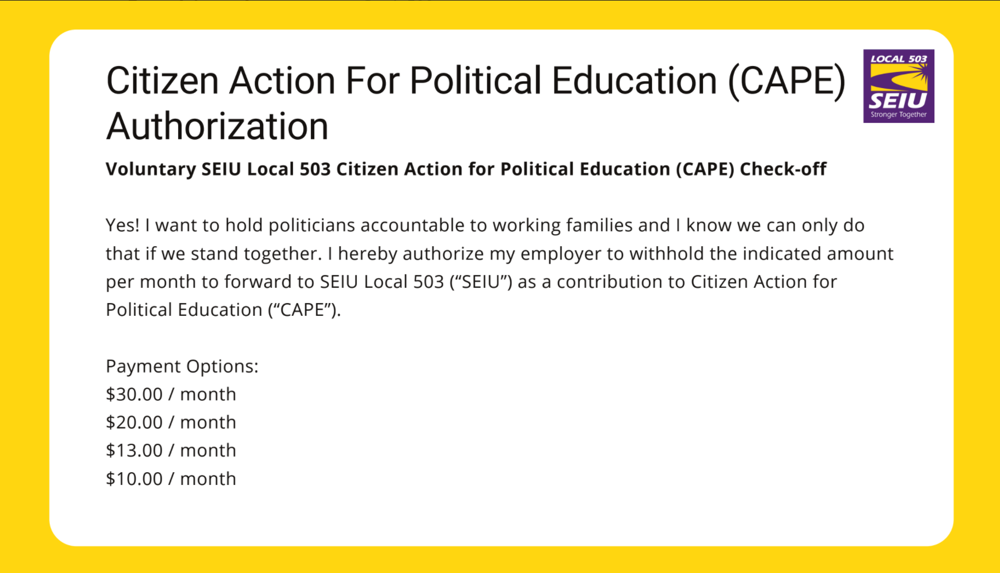 Citizen Action For Political Education (CAPE)
Authorization
LOCAL 503
SEIU
Stronger Together
Voluntary SEIU Local 503 Citizen Action for Political Education (CAPE) Check-off
Yes! I want to hold politicians accountable to working families and I know we can only do
that if we stand together. I hereby authorize my employer to withhold the indicated amount
per month to forward to SEIU Local 503 (“SEIU”) as a contribution to Citizen Action for
Political Education (“CAPE”).
Payment Options:
$30.00 / month
$20.00 / month
$13.00 / month
$10.00 / month